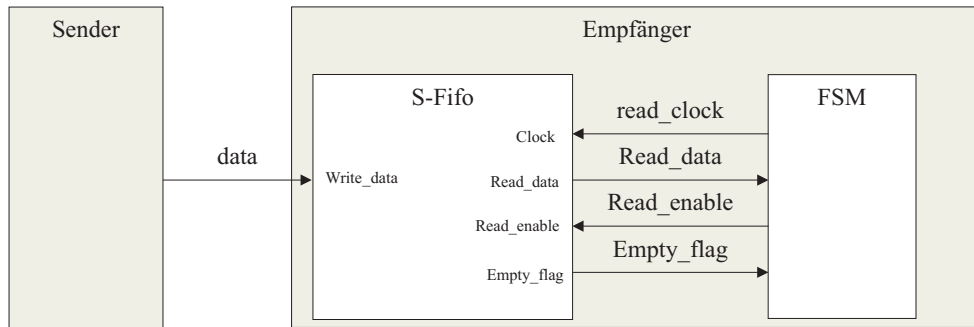 Sender
Empfänger
S-Fifo
FSM
read_clock
Clock
data
Read_data
Write_data
Read_data
Read_enable
Read_enable
Empty_flag
Empty_flag